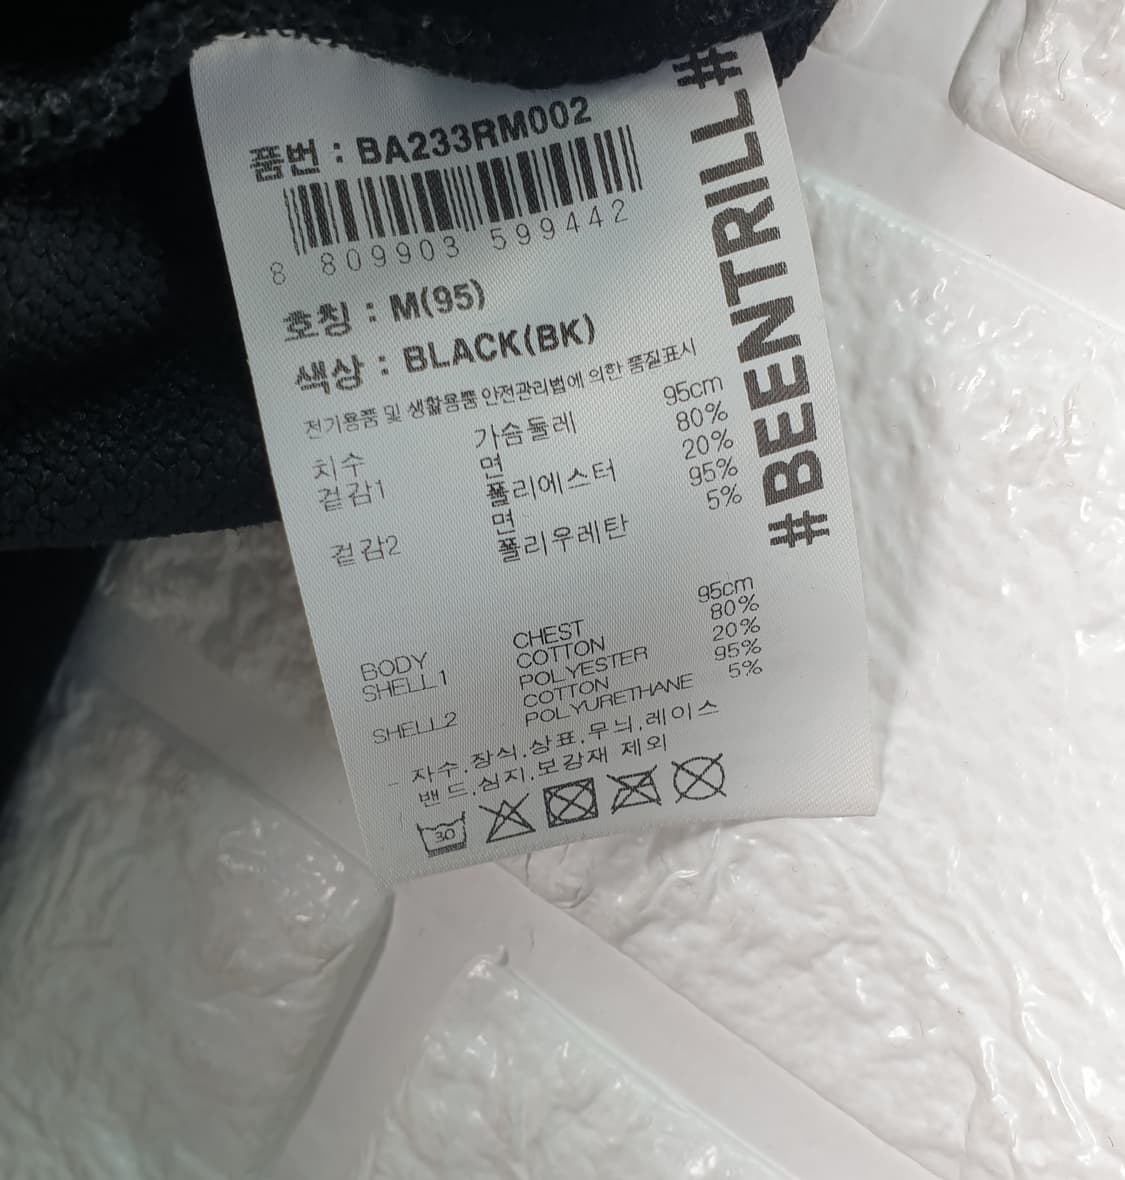 품번 : BA233RM002
8 809903 599442
호칭 : M(95)
색상 : BLACK(BK)
전기용품 및 생활용품 안전관리법에 의한 품질표시
치수 가슴둘레 95cm
겉감1 면 80%
폴리에스터 20%
겉감2 면 95%
폴리우레탄 5%
BODY CHEST 95cm
SHELL1 COTTON 80%
POLYESTER 20%
SHELL2 COTTON 95%
POLYURETHANE 5%
- 자수.장식.상표.무늬.레이스
밴드.심지.보강재 제외
30
#BEENTRILL#